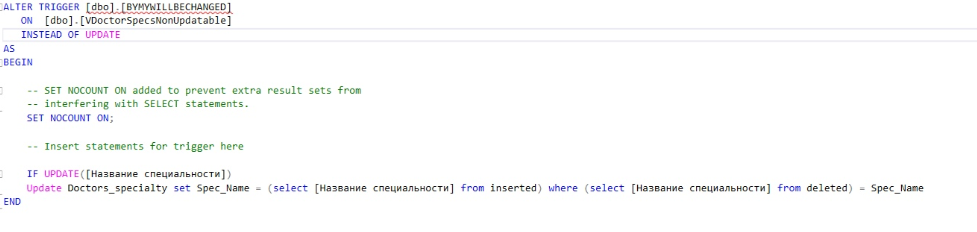 ALTER TRIGGER [dbo].[BYMYWILLBECHANGED]
ON [dbo].[VDoctorSpecsNonUpdatable]
INSTEAD OF UPDATE
AS
BEGIN
-- SET NOCOUNT ON added to prevent extra result sets from
-- interfering with SELECT statements.
SET NOCOUNT ON;
-- Insert statements for trigger here
IF UPDATE([Название специальности])
Update Doctors_specialty set Spec_Name = (select [Название специальности] from inserted) where (select [Название специальности] from deleted) = Spec_Name
END